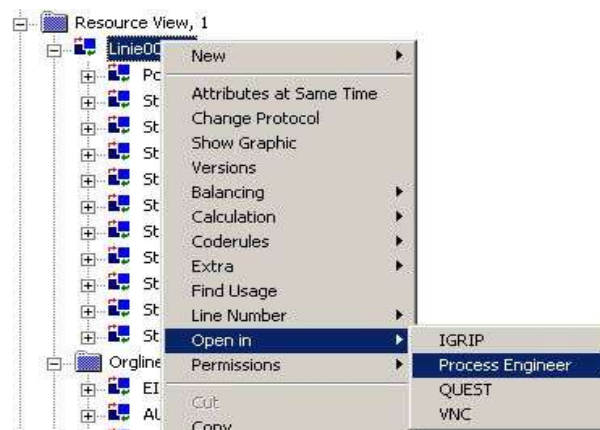 Resource View, 1
Linie00
New
Po
Attributes at Same Time
St
Change Protocol
St
Show Graphic
St
Versions
St
Balancing
St
Calculation
St
Coderules
St
Extra
St
Find Usage
St
Line Number
St
Open in
IGRIP
Orgline
Permissions
Process Engineer
EI
QUEST
Cut
AU
VNC
Copy